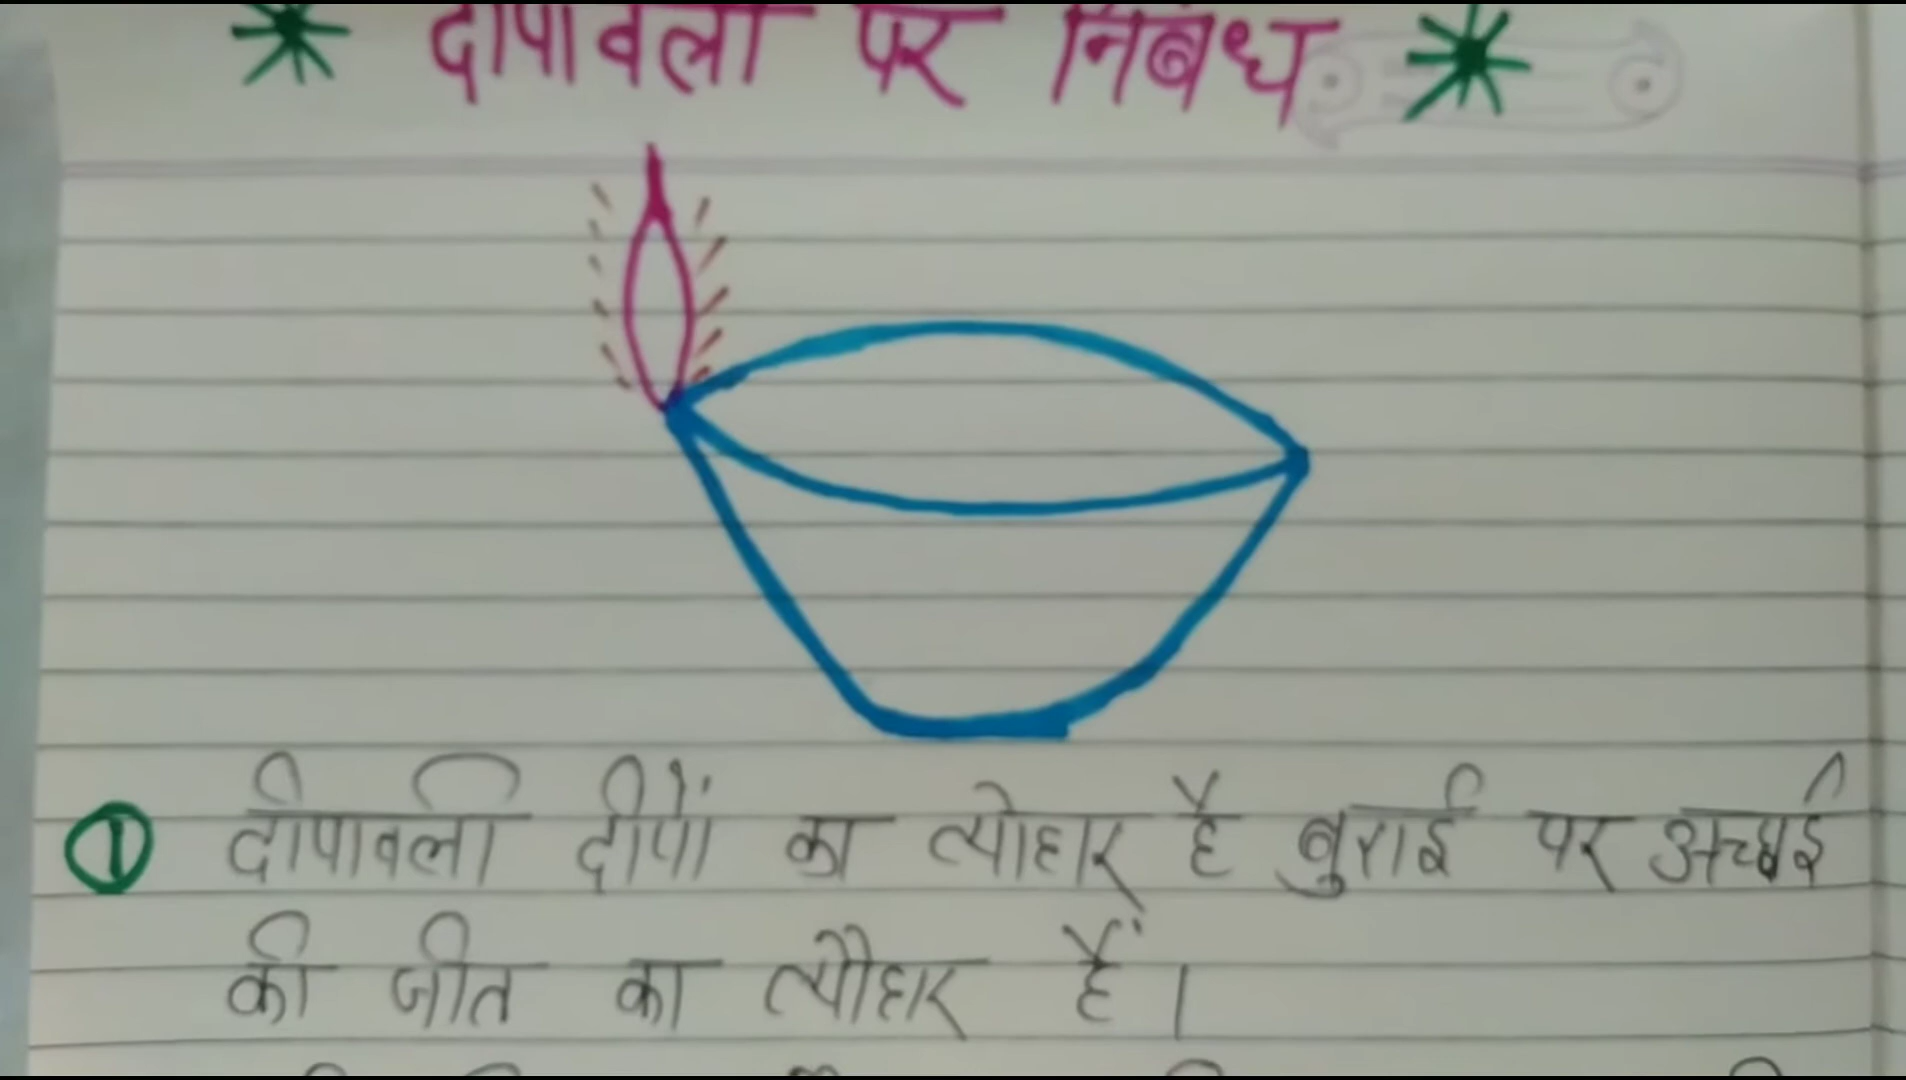 दीपावली पर निबंध
① दीपावली दीपों का त्योहार है बुराई पर अच्छाई
की जीत का त्यौहार हैं।